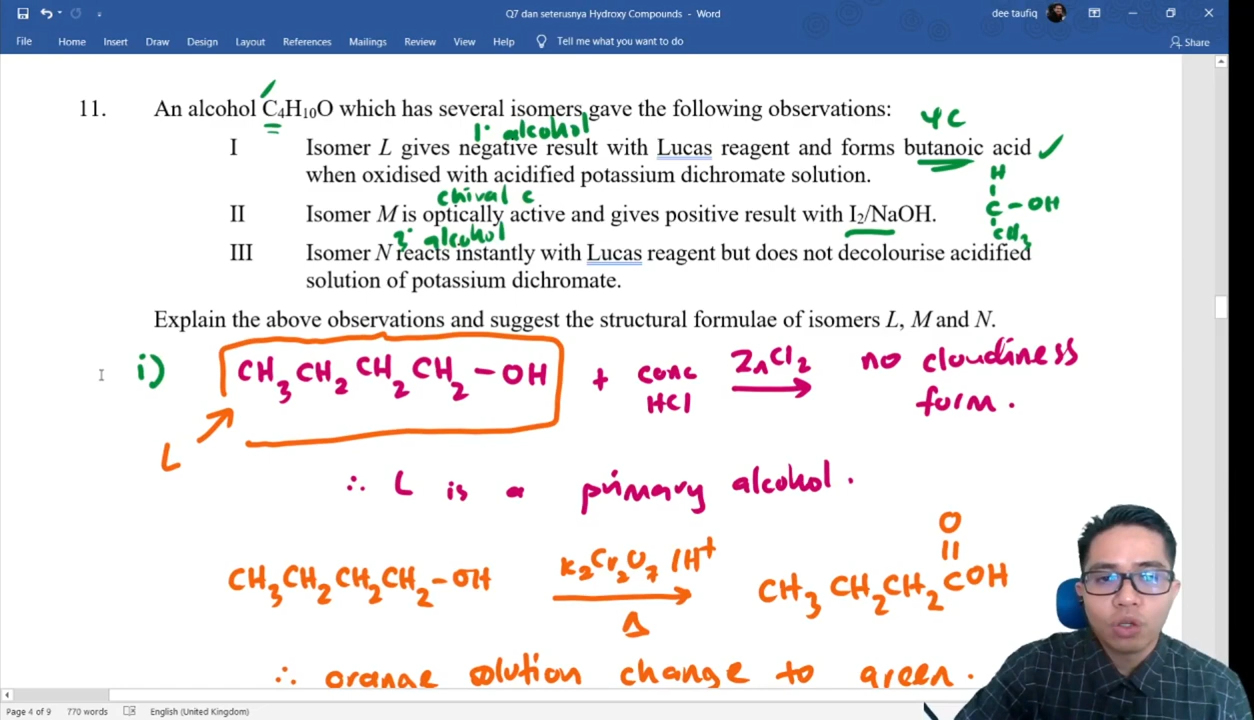 Q7 dan seterusnya Hydroxy Compounds - Word
dee taufiq
File Home Insert Draw Design Layout References Mailings Review View Help Tell me what you want to do Share
11. An alcohol C₄H₁₀O which has several isomers gave the following observations:
1° alcohol
4C
I Isomer L gives negative result with Lucas reagent and forms butanoic acid ✓
when oxidised with acidified potassium dichromate solution.
chiral C
II Isomer M is optically active and gives positive result with I₂/NaOH.
H
C - OH
CH₃
3° alcohol
III Isomer N reacts instantly with Lucas reagent but does not decolourise acidified
solution of potassium dichromate.
Explain the above observations and suggest the structural formulae of isomers L, M and N.
i) CH₃CH₂CH₂CH₂-OH + conc HCl ZnCl₂ → no cloudiness form.
L
∴ L is a primary alcohol.
CH₃CH₂CH₂CH₂-OH K₂Cr₂O₇/H⁺ → Δ CH₃CH₂CH₂COH
O
||
∴ orange solution change to green.
Page 4 of 9 770 words English (United Kingdom)